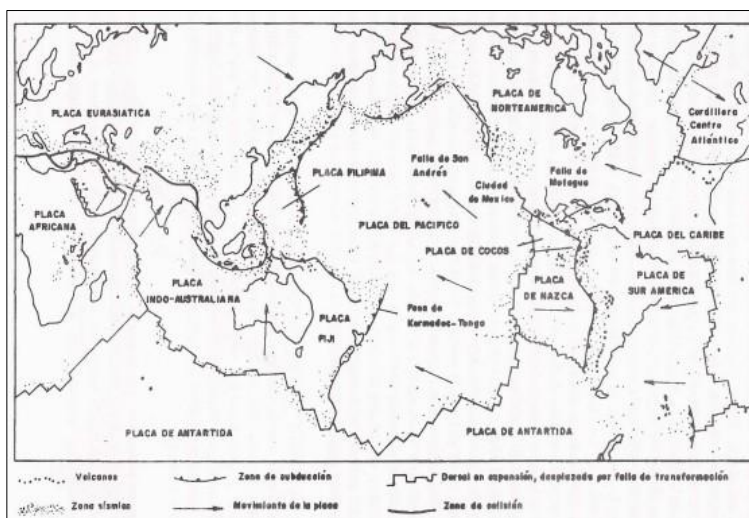 PLACA EURASIATICA
PLACA DE
NORTEAMERICA
Cordillera
Centro
Atlántico
PLACA FILIPINA
Falla de San
Andrés
Falla de
Motagua
Ciudad
de Mexico
PLACA
AFRICANA
PLACA DEL PACIFICO
PLACA DEL CARIBE
PLACA DE COCOS
PLACA
INDO-AUSTRALIANA
PLACA
DE NAZCA
PLACA DE
SUR AMERICA
PLACA
FIJI
Fosa de
Kermadec-Tonga
PLACA DE ANTARTIDA
PLACA DE ANTARTIDA
Volcanes
Zona de subducción
Dorsal en expansión, desplazada por falla de transformación
Zona sísmica
Movimiento de la placa
Zona de colisión